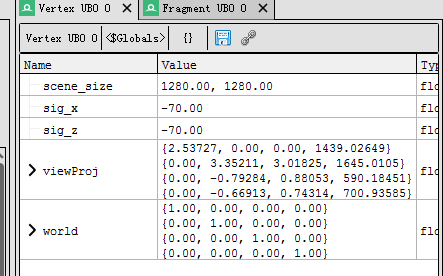 Vertex UBO 0 Fragment UBO 0
Vertex UBO 0 <$Globals> {}
Name Value Typ
scene_size 1280.00, 1280.00 flo
sig_x -70.00 flo
sig_z -70.00 flo
viewProj {2.53727, 0.00, 0.00, 1439.02649} flo
{0.00, 3.35211, 3.01825, 1645.0105}
{0.00, -0.79284, 0.88053, 590.18451}
{0.00, -0.66913, 0.74314, 700.93585}
world {1.00, 0.00, 0.00, 0.00} flo
{0.00, 1.00, 0.00, 0.00}
{0.00, 0.00, 1.00, 0.00}
{0.00, 0.00, 0.00, 1.00}